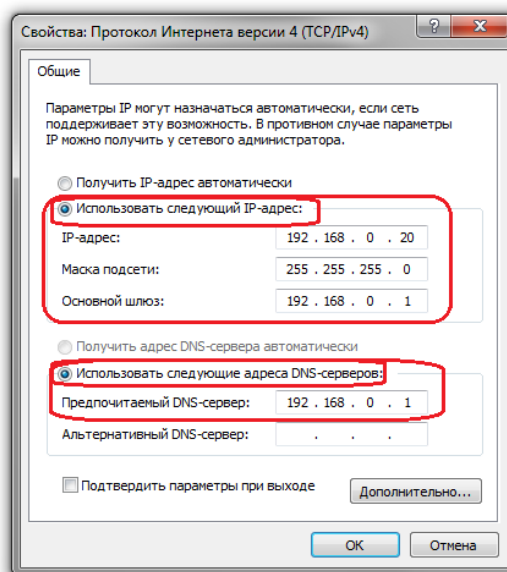 Свойства: Протокол Интернета версии 4 (TCP/IPv4)
?
Общие
Параметры IP могут назначаться автоматически, если сеть
поддерживает эту возможность. В противном случае параметры
IP можно получить у сетевого администратора.
Получить IP-адрес автоматически
Использовать следующий IP-адрес:
IP-адрес: 192 . 168 . 0 . 20
Маска подсети: 255 . 255 . 255 . 0
Основной шлюз: 192 . 168 . 0 . 1
Получить адрес DNS-сервера автоматически
Использовать следующие адреса DNS-серверов:
Предпочитаемый DNS-сервер: 192 . 168 . 0 . 1
Альтернативный DNS-сервер: . . .
Подтвердить параметры при выходе
Дополнительно...
ОК Отмена